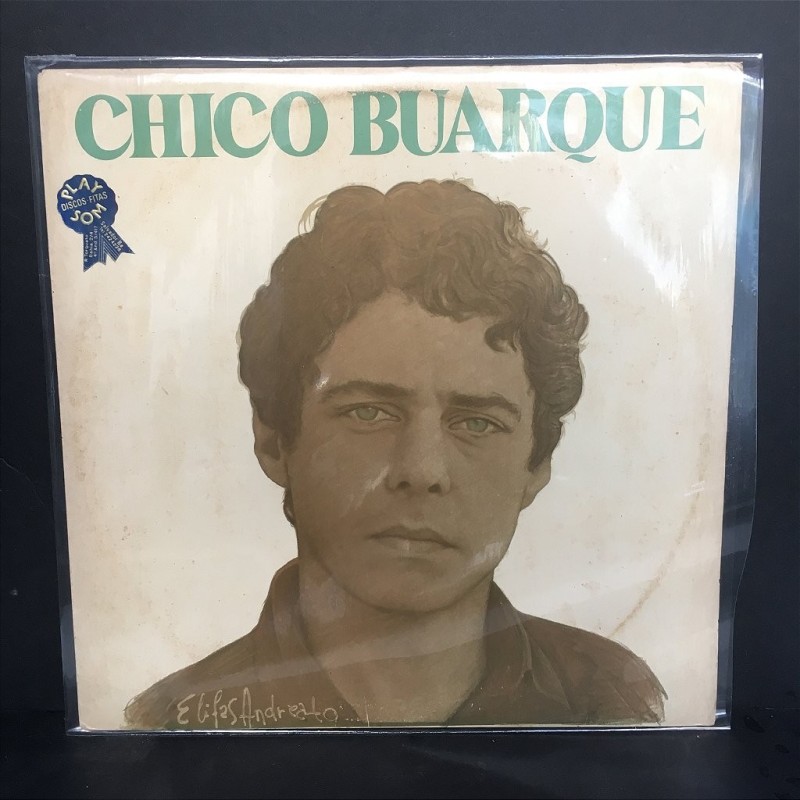 CHICO BUARQUE
PLAY
DISCOS FITAS
SOM
Elifas Andreato